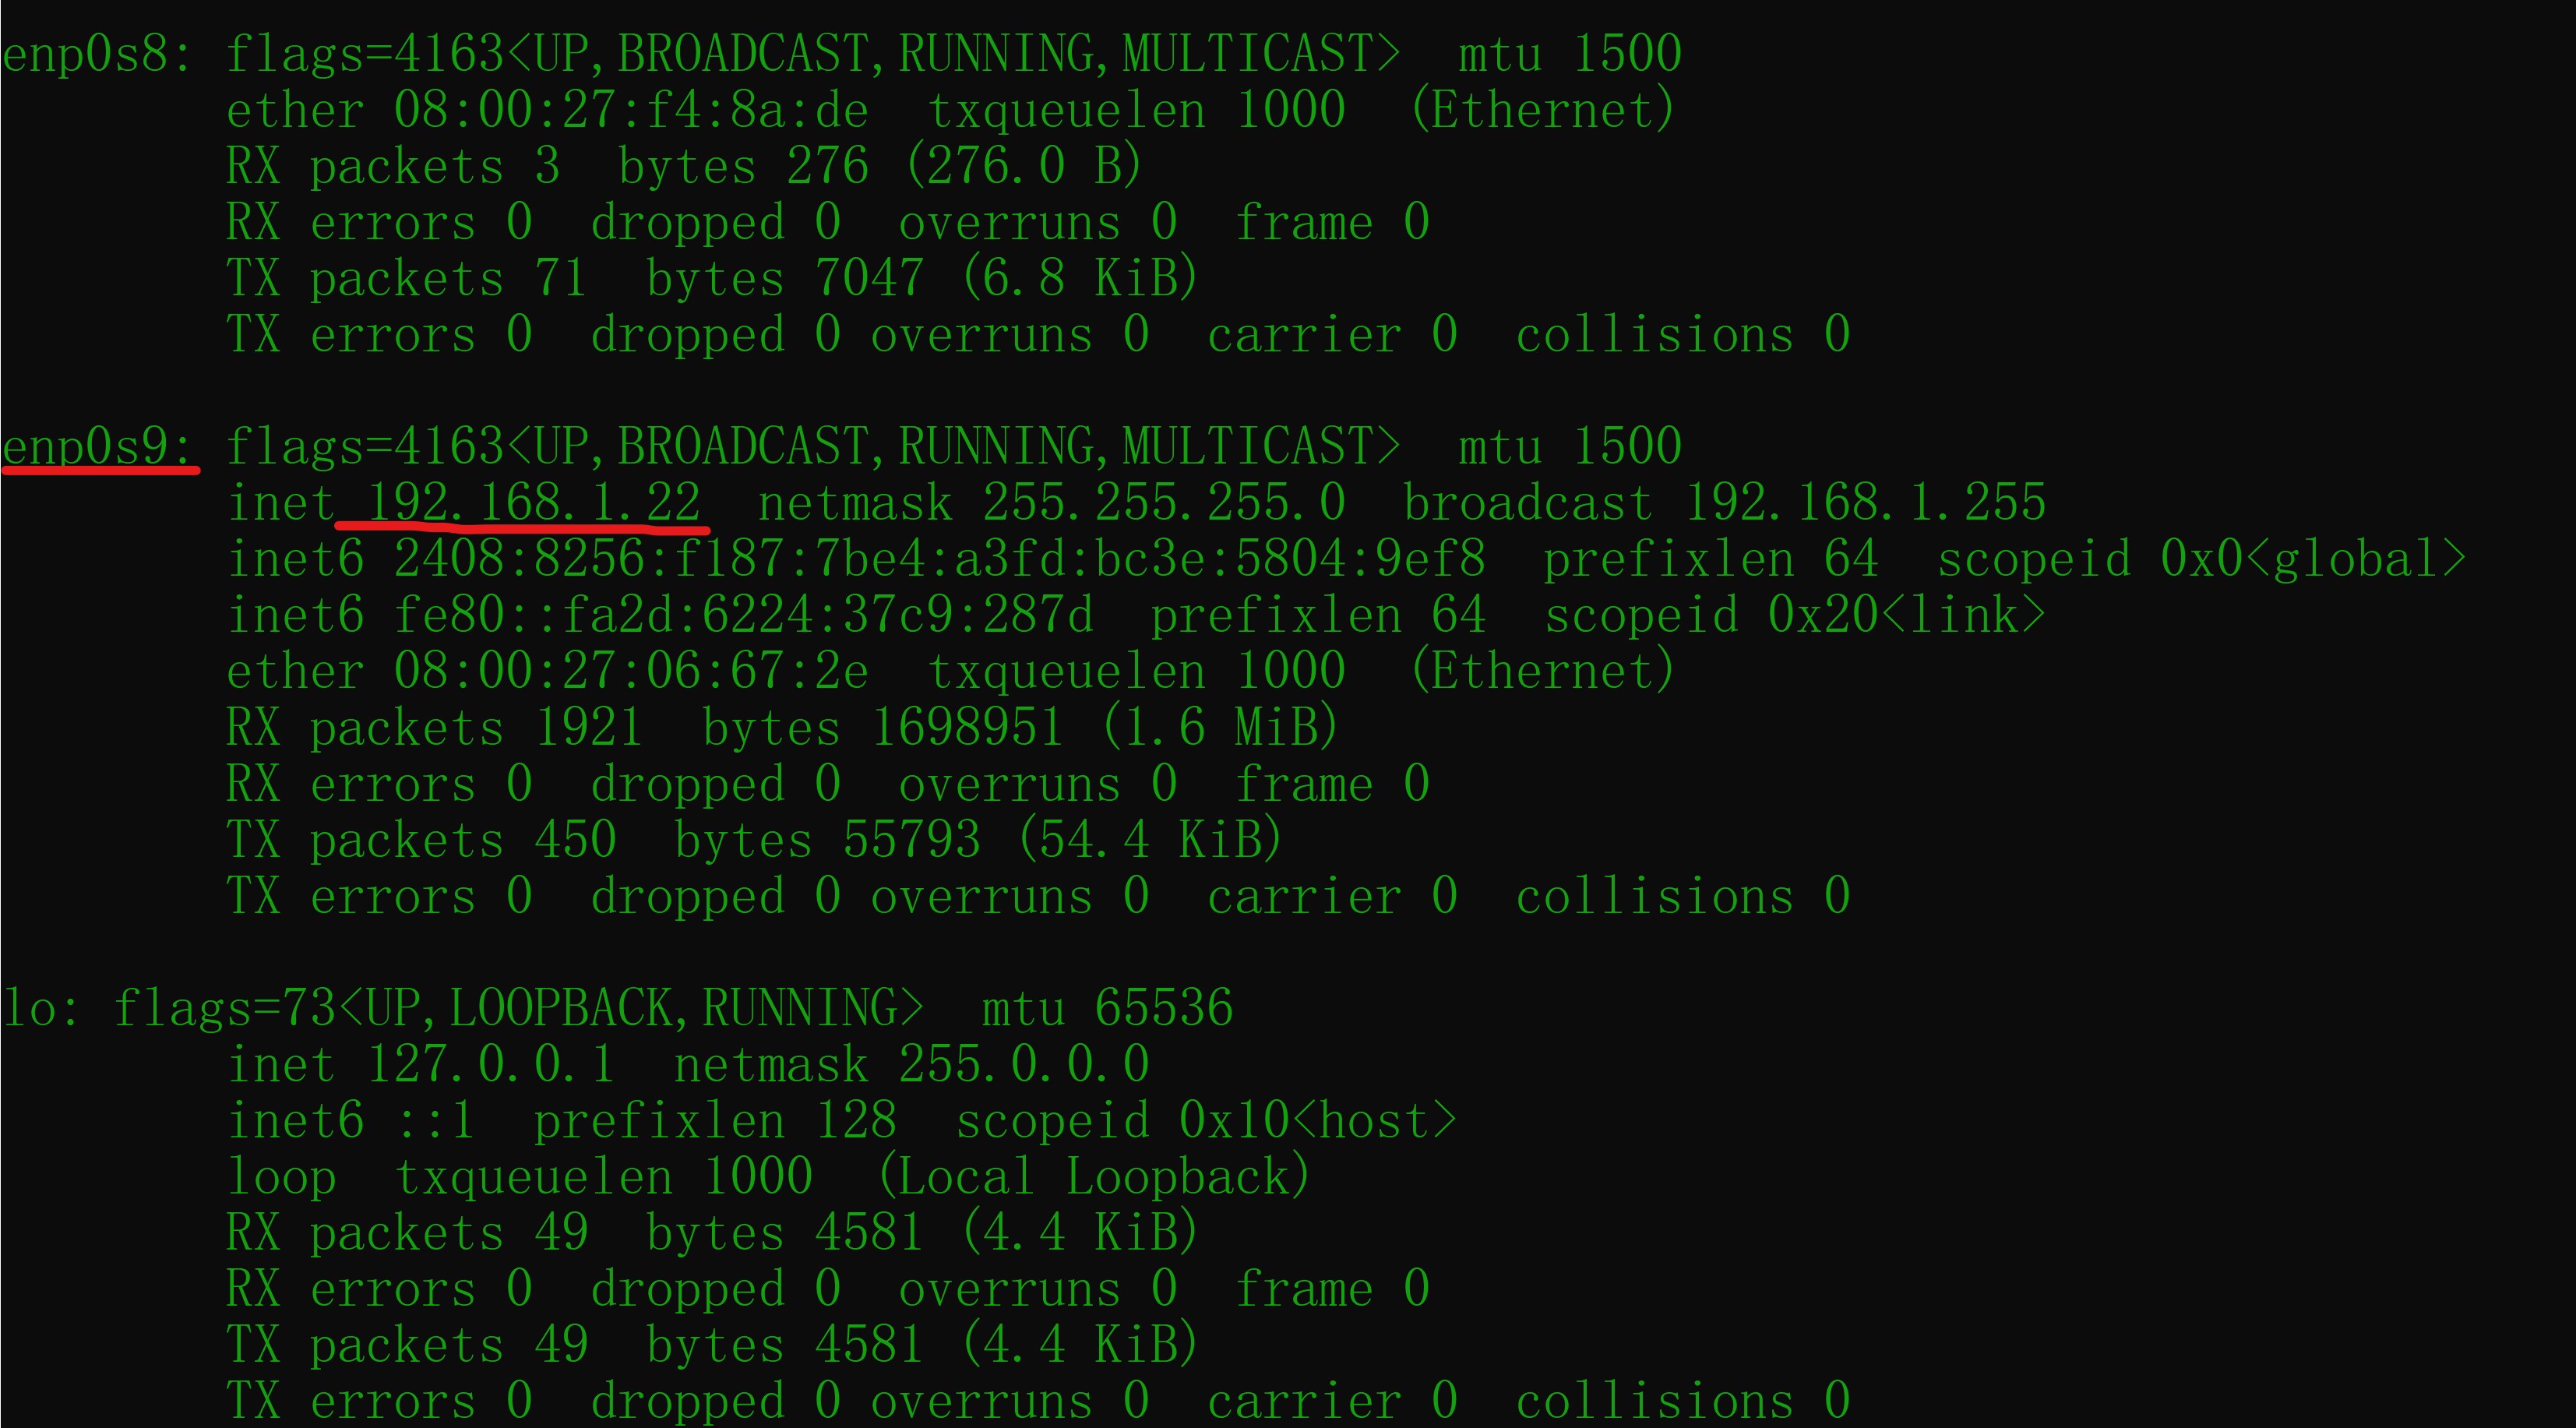 enp0s8: flags=4163<UP,BROADCAST,RUNNING,MULTICAST>  mtu 1500
        ether 08:00:27:f4:8a:de  txqueuelen 1000  (Ethernet)
        RX packets 3  bytes 276 (276.0 B)
        RX errors 0  dropped 0  overruns 0  frame 0
        TX packets 71  bytes 7047 (6.8 KiB)
        TX errors 0  dropped 0 overruns 0  carrier 0  collisions 0

enp0s9: flags=4163<UP,BROADCAST,RUNNING,MULTICAST>  mtu 1500
        inet 192.168.1.22  netmask 255.255.255.0  broadcast 192.168.1.255
        inet6 2408:8256:f187:7be4:a3fd:bc3e:5804:9ef8  prefixlen 64  scopeid 0x0<global>
        inet6 fe80::fa2d:6224:37c9:287d  prefixlen 64  scopeid 0x20<link>
        ether 08:00:27:06:67:2e  txqueuelen 1000  (Ethernet)
        RX packets 1921  bytes 1698951 (1.6 MiB)
        RX errors 0  dropped 0  overruns 0  frame 0
        TX packets 450  bytes 55793 (54.4 KiB)
        TX errors 0  dropped 0 overruns 0  carrier 0  collisions 0

lo: flags=73<UP,LOOPBACK,RUNNING>  mtu 65536
        inet 127.0.0.1  netmask 255.0.0.0
        inet6 ::1  prefixlen 128  scopeid 0x10<host>
        loop  txqueuelen 1000  (Local Loopback)
        RX packets 49  bytes 4581 (4.4 KiB)
        RX errors 0  dropped 0  overruns 0  frame 0
        TX packets 49  bytes 4581 (4.4 KiB)
        TX errors 0  dropped 0 overruns 0  carrier 0  collisions 0